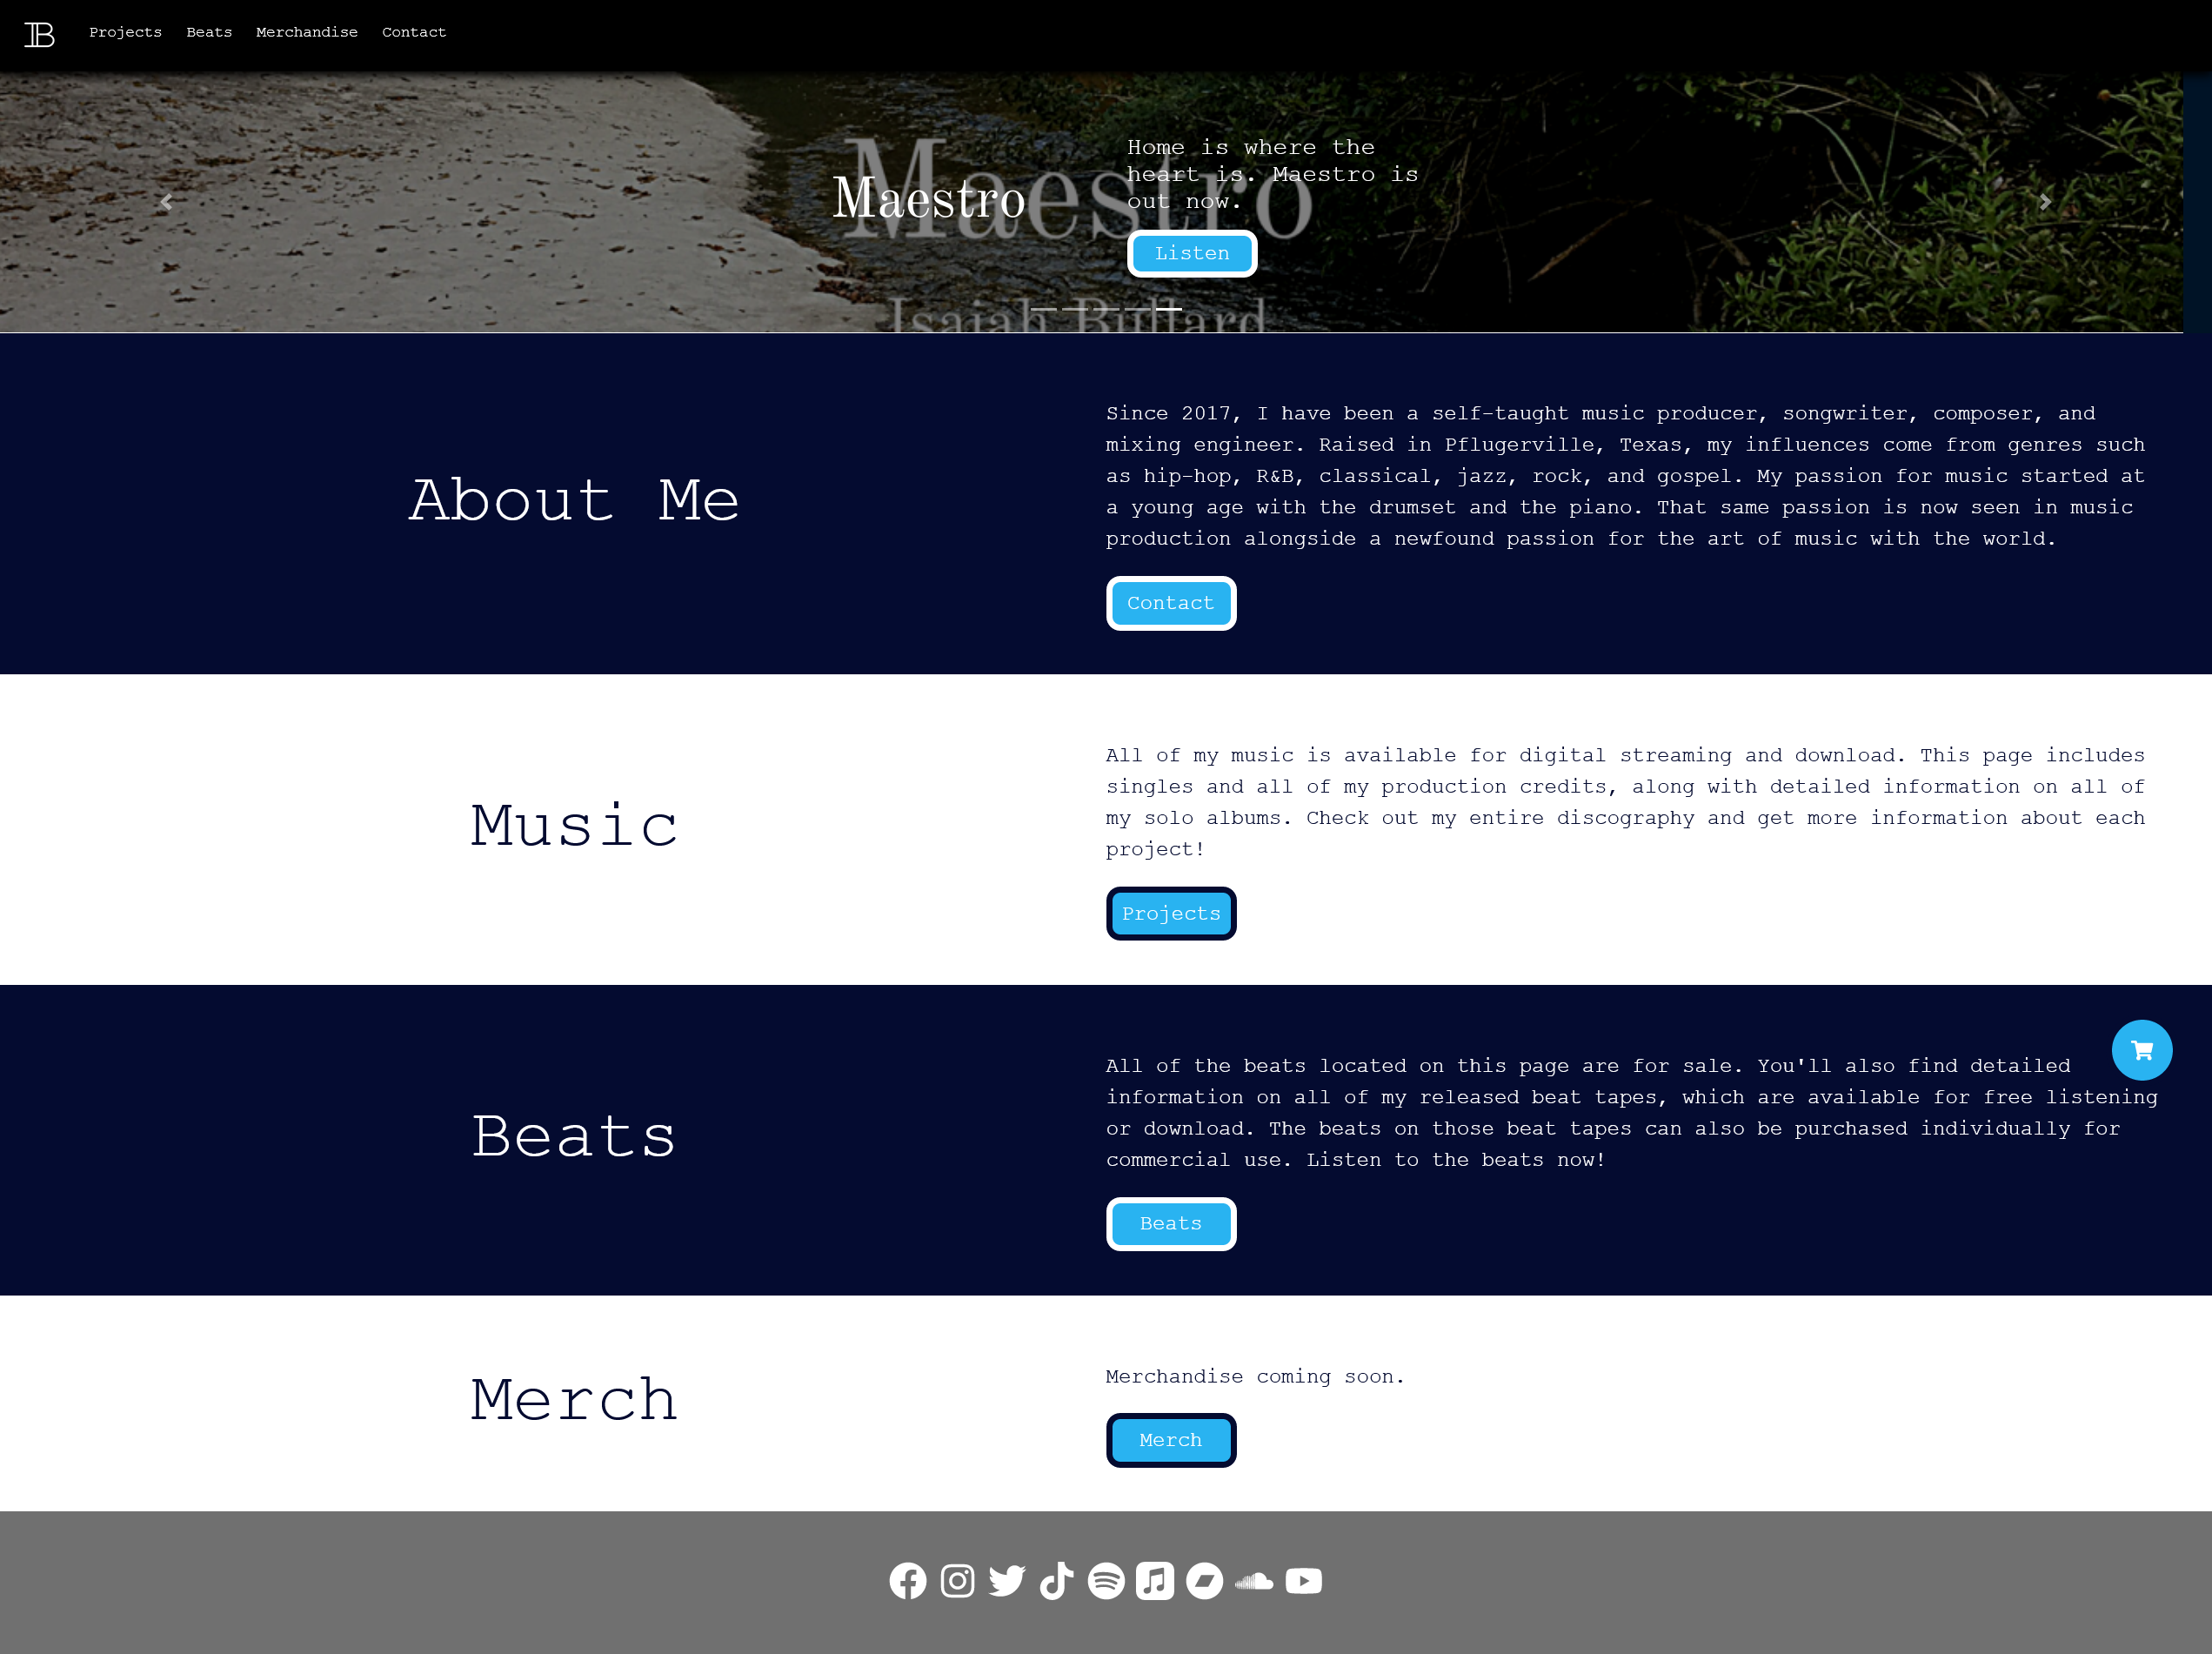 B
Projects Beats Merchandise Contact
Maestro
Maestro
Home is where the
heart is. Maestro is
out now.
Listen
Isaiah Bullard
About Me
Since 2017, I have been a self-taught music producer, songwriter, composer, and
mixing engineer. Raised in Pflugerville, Texas, my influences come from genres such
as hip-hop, R&B, classical, jazz, rock, and gospel. My passion for music started at
a young age with the drumset and the piano. That same passion is now seen in music
production alongside a newfound passion for the art of music with the world.
Contact
Music
All of my music is available for digital streaming and download. This page includes
singles and all of my production credits, along with detailed information on all of
my solo albums. Check out my entire discography and get more information about each
project!
Projects
Beats
All of the beats located on this page are for sale. You'll also find detailed
information on all of my released beat tapes, which are available for free listening
or download. The beats on those beat tapes can also be purchased individually for
commercial use. Listen to the beats now!
Beats
Merch
Merchandise coming soon.
Merch